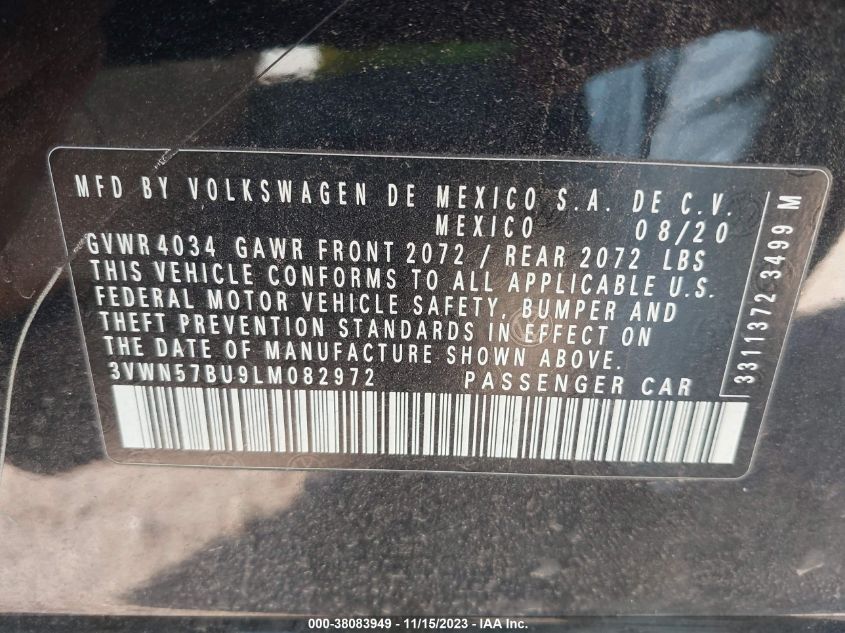 MFD BY VOLKSWAGEN DE MEXICO S.A. DE C.V.
MEXICO 08/20
GVWR 4034 GAWR FRONT 2072 / REAR 2072 LBS
THIS VEHICLE CONFORMS TO ALL APPLICABLE U.S.
FEDERAL MOTOR VEHICLE SAFETY, BUMPER AND
THEFT PREVENTION STANDARDS IN EFFECT ON
THE DATE OF MANUFACTURE SHOWN ABOVE.
3VWN57BU9LM082972 PASSENGER CAR
3311372 3499 M
000-38083949 - 11/15/2023 - IAA Inc.